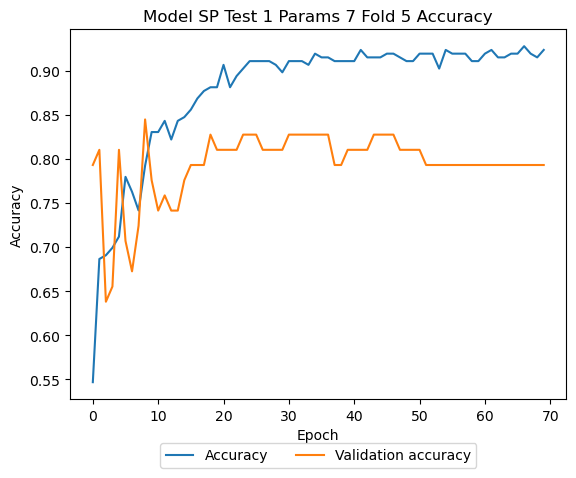 Model SP Test 1 Params 7 Fold 5 Accuracy
Accuracy
0.90
0.85
0.80
0.75
0.70
0.65
0.60
0.55
0 10 20 30 40 50 60 70
Epoch
Accuracy Validation accuracy